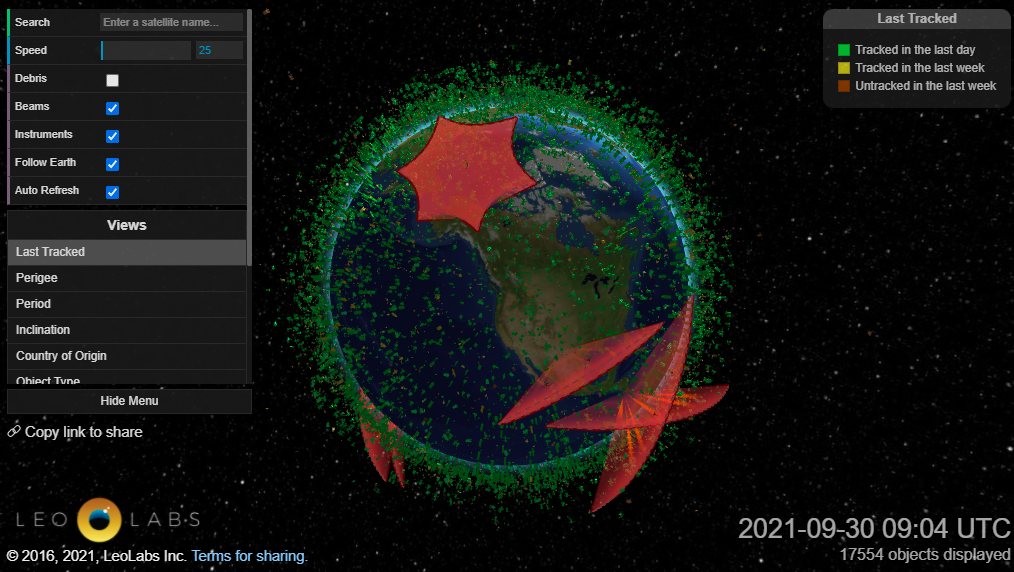 Search
Enter a satellite name...
Speed
25
Debris
Beams
Instruments
Follow Earth
Auto Refresh
Views
Last Tracked
Perigee
Period
Inclination
Country of Origin
Object Type
Hide Menu
Copy link to share
LEO LABS
© 2016, 2021, LeoLabs Inc. Terms for sharing.
Last Tracked
Tracked in the last day
Tracked in the last week
Untracked in the last week
2021-09-30 09:04 UTC
17554 objects displayed